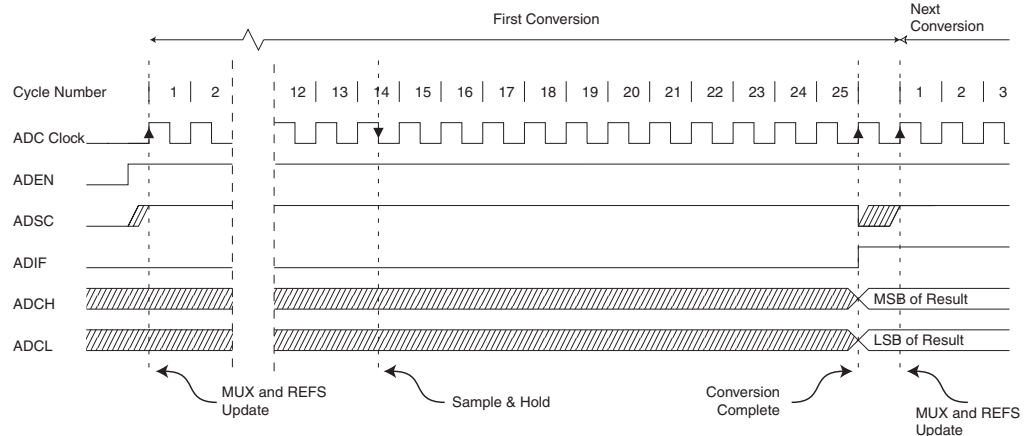 First Conversion
Next
Conversion
Cycle Number 1 2 12 13 14 15 16 17 18 19 20 21 22 23 24 25 1 2 3
ADC Clock
ADEN
ADSC
ADIF
ADCH MSB of Result
ADCL LSB of Result
MUX and REFS
Update
Sample & Hold
Conversion
Complete
MUX and REFS
Update